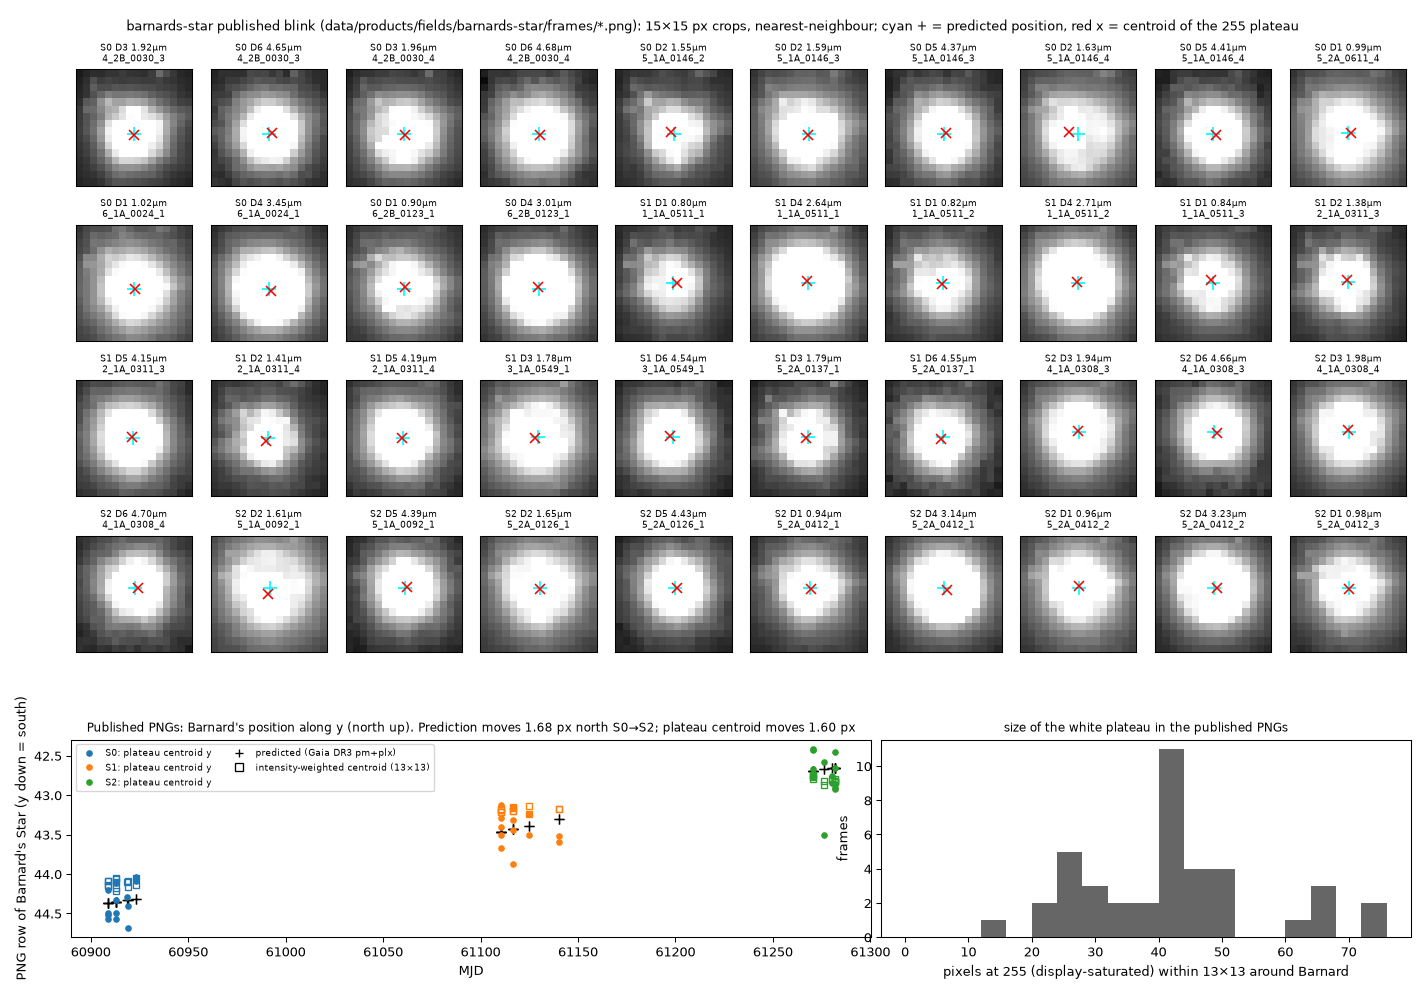 barnards-star published blink (data/products/fields/barnards-star/frames/*.png): 15×15 px crops, nearest-neighbour; cyan + = predicted position, red x = centroid of the 255 plateau
S0 D3 1.92μm
4_2B_0030_3
S0 D6 4.65μm
4_2B_0030_3
S0 D3 1.96μm
4_2B_0030_4
S0 D6 4.68μm
4_2B_0030_4
S0 D2 1.55μm
5_1A_0146_2
S0 D2 1.59μm
5_1A_0146_3
S0 D5 4.37μm
5_1A_0146_3
S0 D2 1.63μm
5_1A_0146_4
S0 D5 4.41μm
5_1A_0146_4
S0 D1 0.99μm
5_2A_0611_4
S0 D1 1.02μm
6_1A_0024_1
S0 D4 3.45μm
6_1A_0024_1
S0 D1 0.90μm
6_2B_0123_1
S0 D4 3.01μm
6_2B_0123_1
S1 D1 0.80μm
1_1A_0511_1
S1 D4 2.64μm
1_1A_0511_1
S1 D1 0.82μm
1_1A_0511_2
S1 D4 2.71μm
1_1A_0511_2
S1 D1 0.84μm
1_1A_0511_3
S1 D2 1.38μm
2_1A_0311_3
S1 D5 4.15μm
2_1A_0311_3
S1 D2 1.41μm
2_1A_0311_4
S1 D5 4.19μm
2_1A_0311_4
S1 D3 1.78μm
3_1A_0549_1
S1 D6 4.54μm
3_1A_0549_1
S1 D3 1.79μm
5_2A_0137_1
S1 D6 4.55μm
5_2A_0137_1
S2 D3 1.94μm
4_1A_0308_3
S2 D6 4.66μm
4_1A_0308_3
S2 D3 1.98μm
4_1A_0308_4
S2 D6 4.70μm
4_1A_0308_4
S2 D2 1.61μm
5_1A_0092_1
S2 D5 4.39μm
5_1A_0092_1
S2 D2 1.65μm
5_2A_0126_1
S2 D5 4.43μm
5_2A_0126_1
S2 D1 0.94μm
5_2A_0412_1
S2 D4 3.14μm
5_2A_0412_1
S2 D1 0.96μm
5_2A_0412_2
S2 D4 3.23μm
5_2A_0412_2
S2 D1 0.98μm
5_2A_0412_3
Published PNGs: Barnard's position along y (north up). Prediction moves 1.68 px north S0→S2; plateau centroid moves 1.60 px
PNG row of Barnard's Star (y down = south)
42.5
43.0
43.5
44.0
44.5
S0: plateau centroid y
S1: plateau centroid y
S2: plateau centroid y
predicted (Gaia DR3 pm+plx)
intensity-weighted centroid (13×13)
60900
60950
61000
61050
61100
61150
61200
61250
61300
MJD
size of the white plateau in the published PNGs
frames
10
8
6
4
2
0
0
10
20
30
40
50
60
70
pixels at 255 (display-saturated) within 13×13 around Barnard